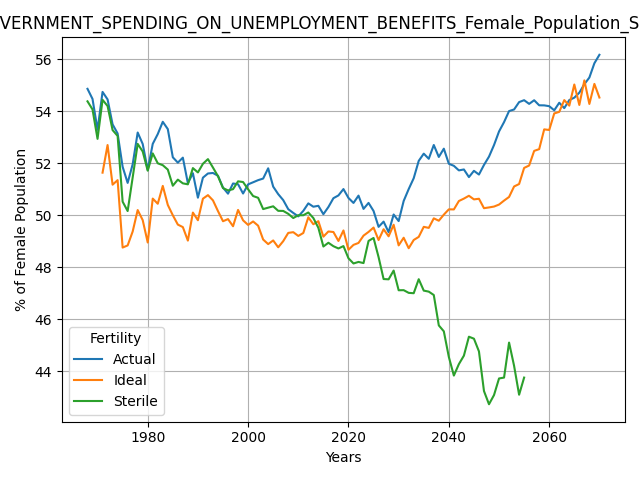 VERNMENT_SPENDING_ON_UNEMPLOYMENT_BENEFITS_Female_Population_S
56
54
52
50
48
46
44
% of Female Population
Fertility
Actual
Ideal
Sterile
1980
2000
2020
2040
2060
Years